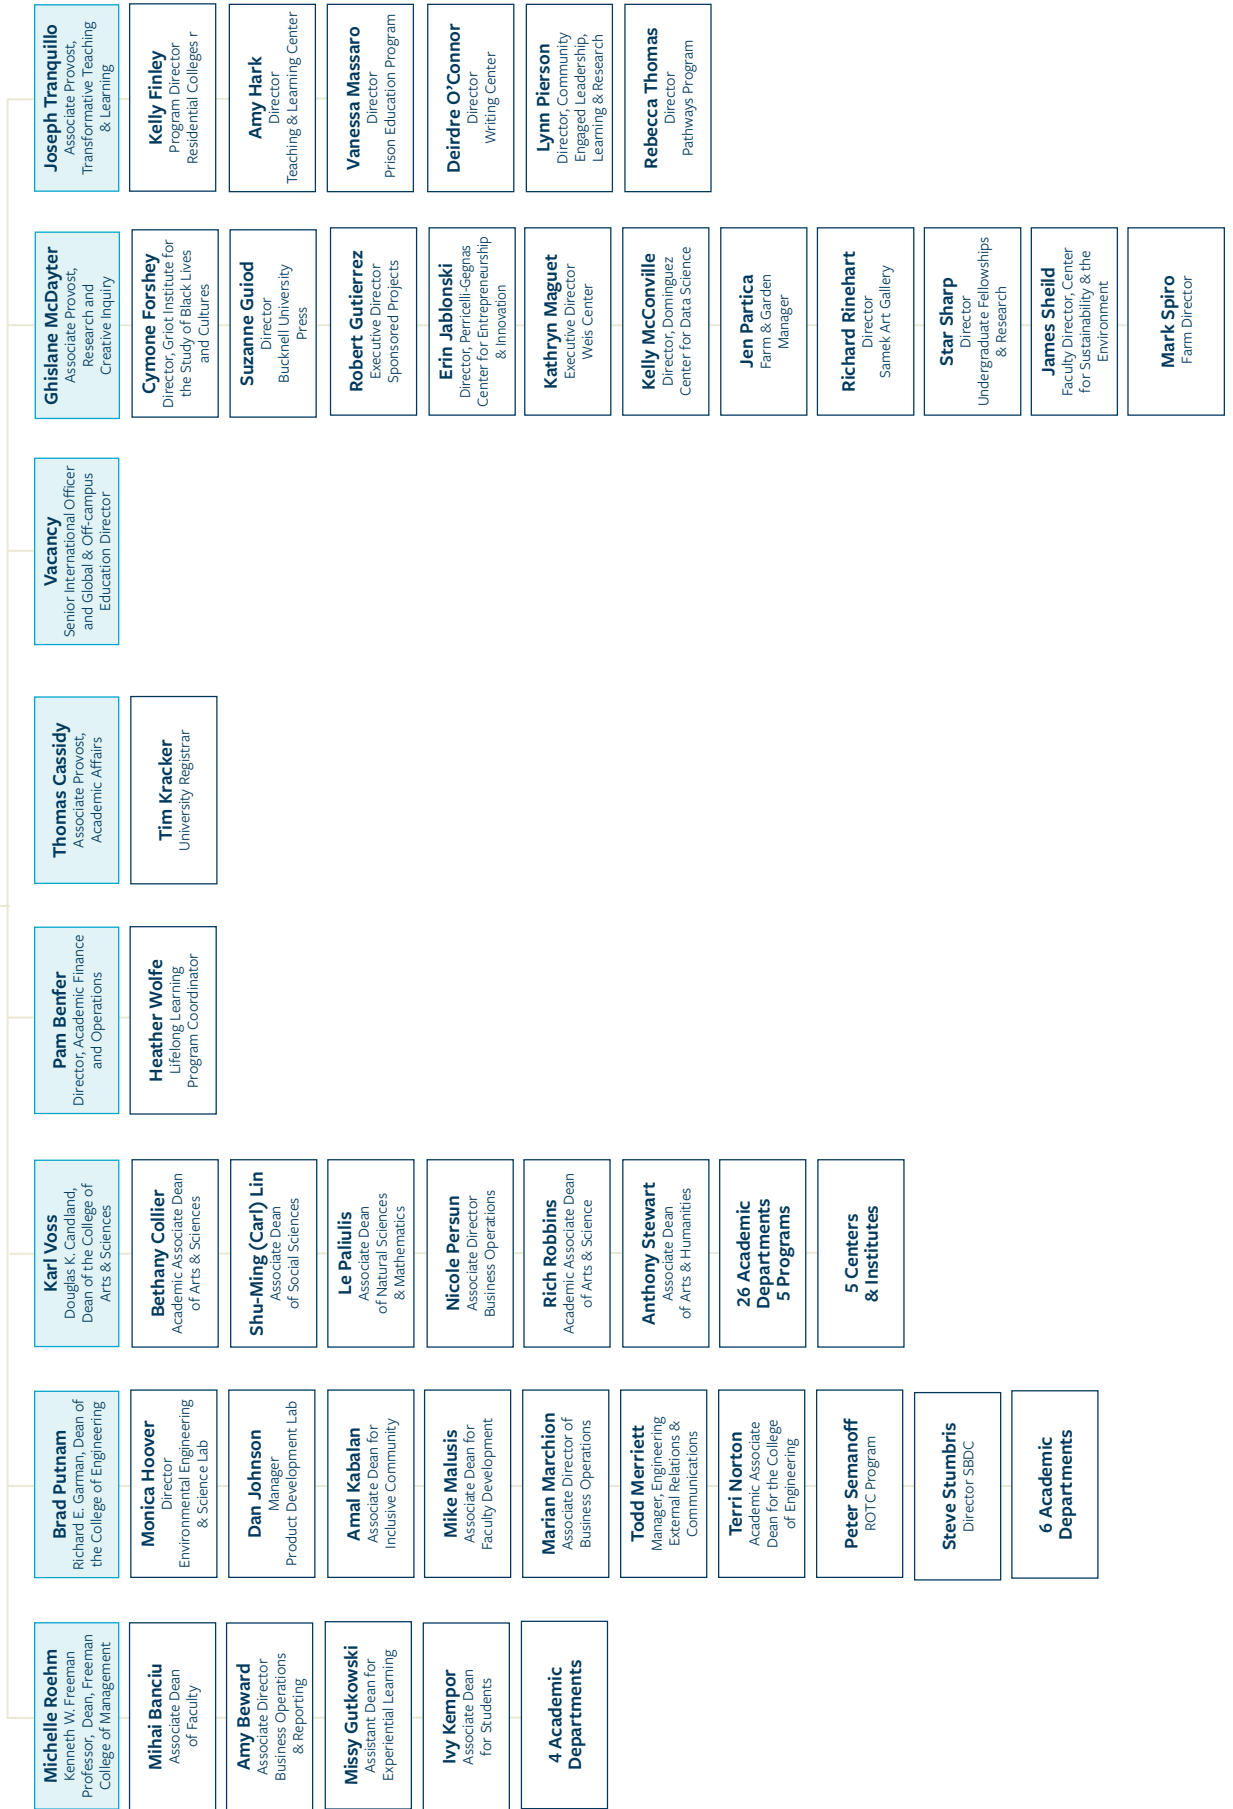 Michelle Roehm
Kenneth W. Freeman
Professor, Dean, Freeman
College of Management
Mihai Banciu
Associate Dean
of Faculty
Amy Beward
Associate Director
Business Operations
& Reporting
Missy Gutkowski
Assistant Dean for
Experiential Learning
Ivy Kempor
Associate Dean
for Students
4 Academic
Departments
Brad Putnam
Richard E. Garman, Dean of
the College of Engineering
Monica Hoover
Director
Environmental Engineering
& Science Lab
Dan Johnson
Manager
Product Development Lab
Amal Kabalan
Associate Dean for
Inclusive Community
Mike Malusis
Associate Dean for
Faculty Development
Marian Marchion
Associate Director of
Business Operations
Todd Merriett
Manager, Engineering
External Relations &
Communications
Terri Norton
Academic Associate
Dean for the College
of Engineering
Peter Semanoff
ROTC Program
Steve Stumbris
Director SBDC
6 Academic
Departments
Karl Voss
Douglas K. Candland,
Dean of the College of
Arts & Sciences
Bethany Collier
Academic Associate Dean
of Arts & Sciences
Shu-Ming (Carl) Lin
Associate Dean
of Social Sciences
Le Paliulis
Associate Dean
of Natural Sciences
& Mathematics
Nicole Persun
Associate Director
Business Operations
Rich Robbins
Academic Associate Dean
of Arts & Science
Anthony Stewart
Associate Dean
of Arts & Humanities
26 Academic
Departments
5 Programs
5 Centers
& Institutes
Pam Benfer
Director, Academic Finance
and Operations
Heather Wolfe
Lifelong Learning
Program Coordinator
Thomas Cassidy
Associate Provost,
Academic Affairs
Tim Kracker
University Registrar
Vacancy
Senior International Officer
and Global & Off-campus
Education Director
Ghislane McDayter
Associate Provost,
Research and
Creative Inquiry
Cymone Forshey
Director, Griot Institute for
the Study of Black Lives
and Cultures
Suzanne Guiod
Director
Bucknell University
Press
Robert Gutierrez
Executive Director
Sponsored Projects
Erin Jablonski
Director, Perricelli-Gegnas
Center for Entrepreneurship
& Innovation
Kathryn Maguet
Executive Director
Weis Center
Kelly McConville
Director, Dominguez
Center for Data Science
Jen Partica
Farm & Garden
Manager
Richard Rinehart
Director
Samek Art Gallery
Star Sharp
Director
Undergraduate Fellowships
& Research
James Sheild
Faculty Director, Center
for Sustainability & the
Environment
Mark Spiro
Farm Director
Joseph Tranquillo
Associate Provost,
Transformative Teaching
& Learning
Kelly Finley
Program Director
Residential Colleges r
Amy Hark
Director
Teaching & Learning Center
Vanessa Massaro
Director
Prison Education Program
Deirdre O'Connor
Director
Writing Center
Lynn Pierson
Director, Community
Engaged Leadership,
Learning & Research
Rebecca Thomas
Director
Pathways Program